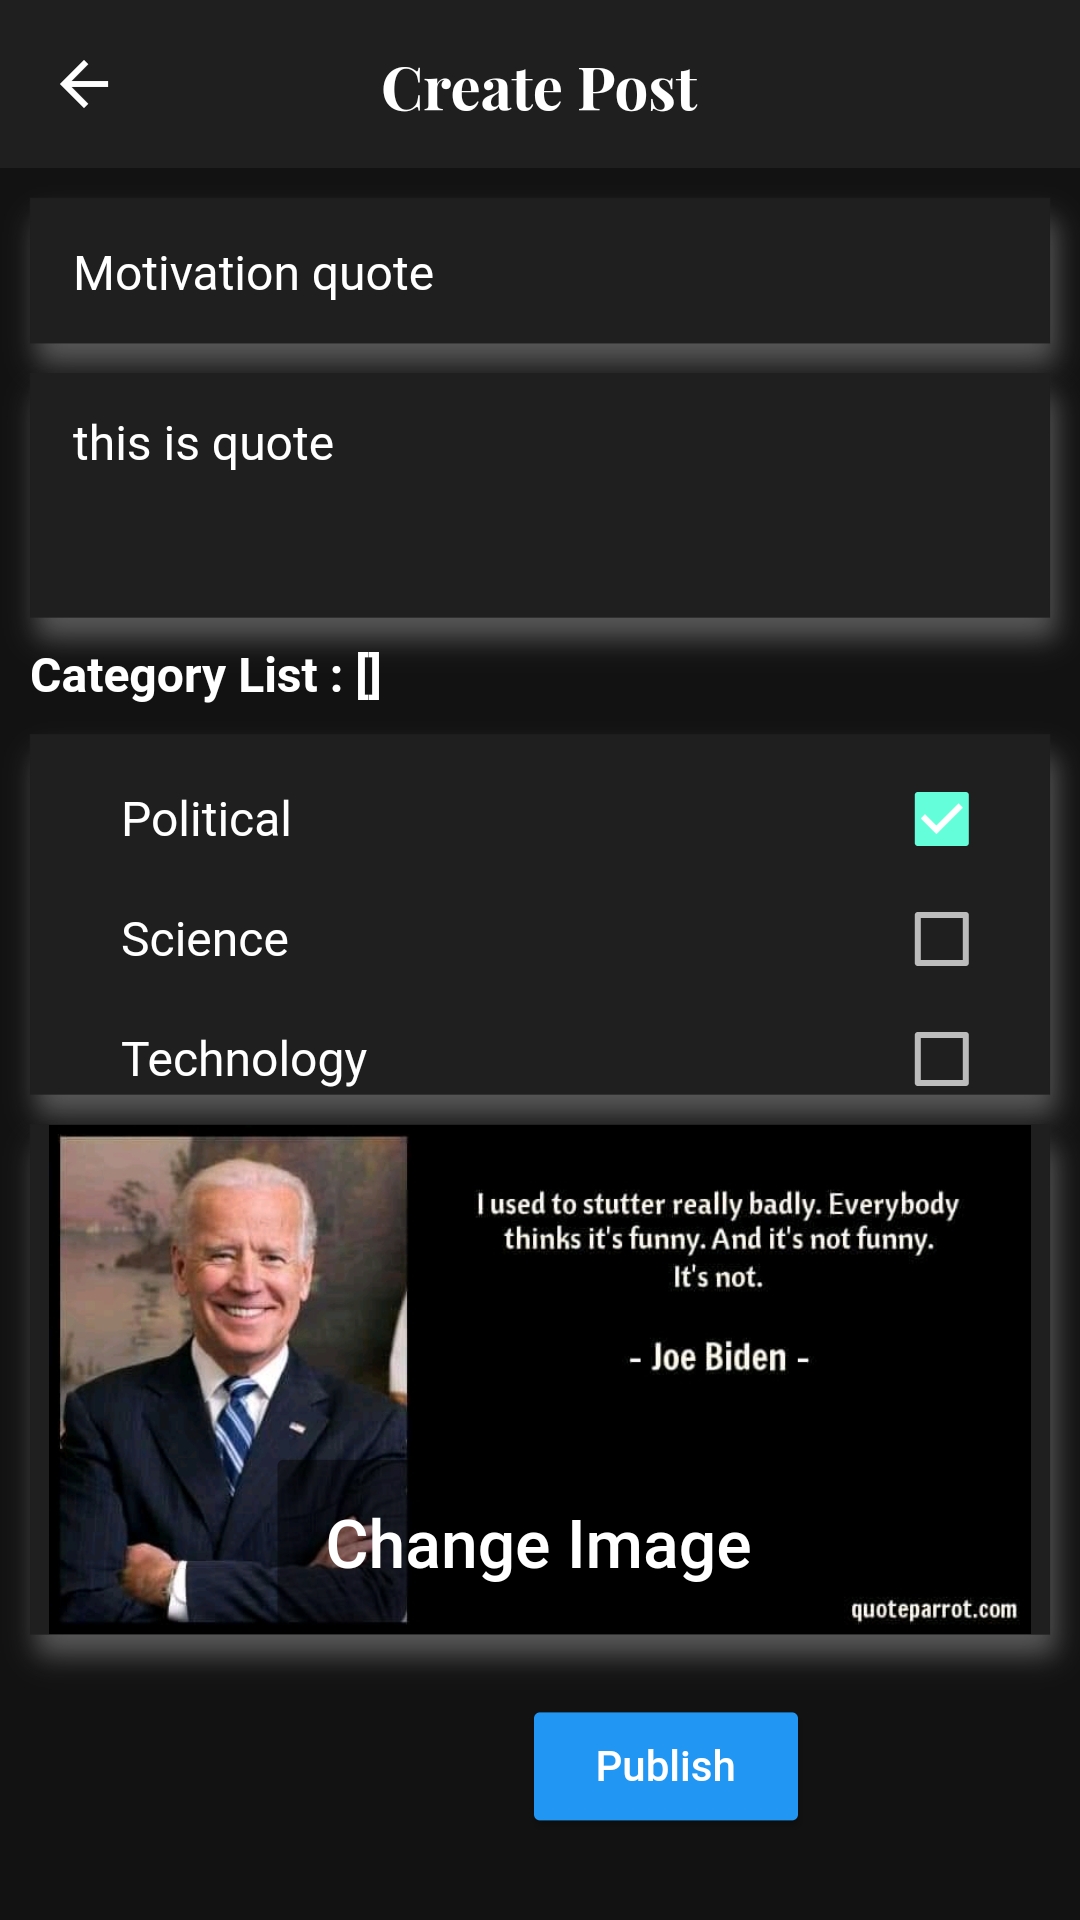 Create Post
Motivation quote
this is quote
Category List : []
Political
Science
Technology
I used to stutter really badly. Everybody
thinks it's funny. And it's not funny.
It's not.
- Joe Biden -
Change Image
quoteparrot.com
Publish